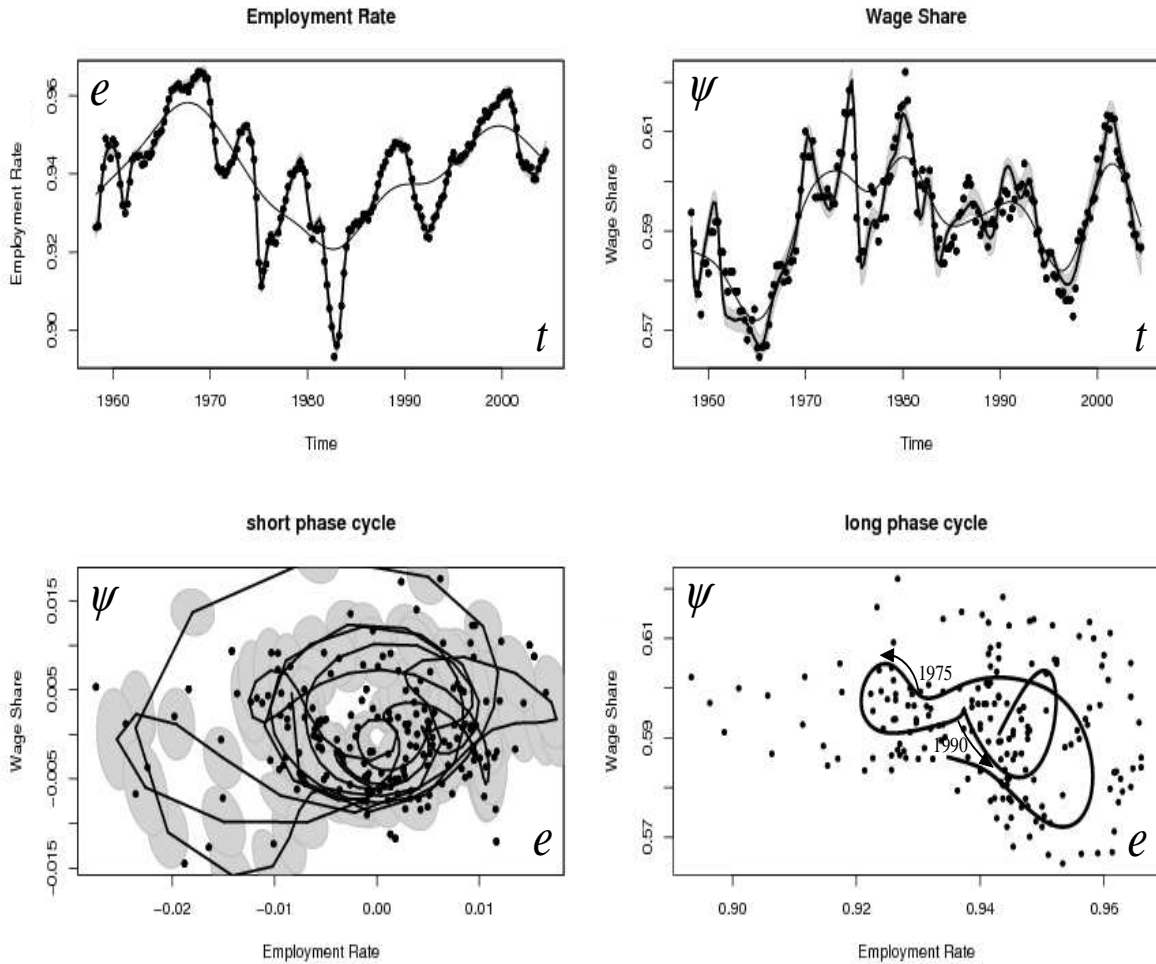 Employment Rate
Employment Rate
0.90 0.92 0.94 0.96
e
t
1960 1970 1980 1990 2000
Time
Wage Share
Wage Share
0.57 0.59 0.61
ψ
t
1960 1970 1980 1990 2000
Time
short phase cycle
Wage Share
-0.015 -0.005 0.005 0.015
ψ
e
-0.02 -0.01 0.00 0.01
Employment Rate
long phase cycle
Wage Share
0.57 0.59 0.61
ψ
1975
1990
e
0.90 0.92 0.94 0.96
Employment Rate